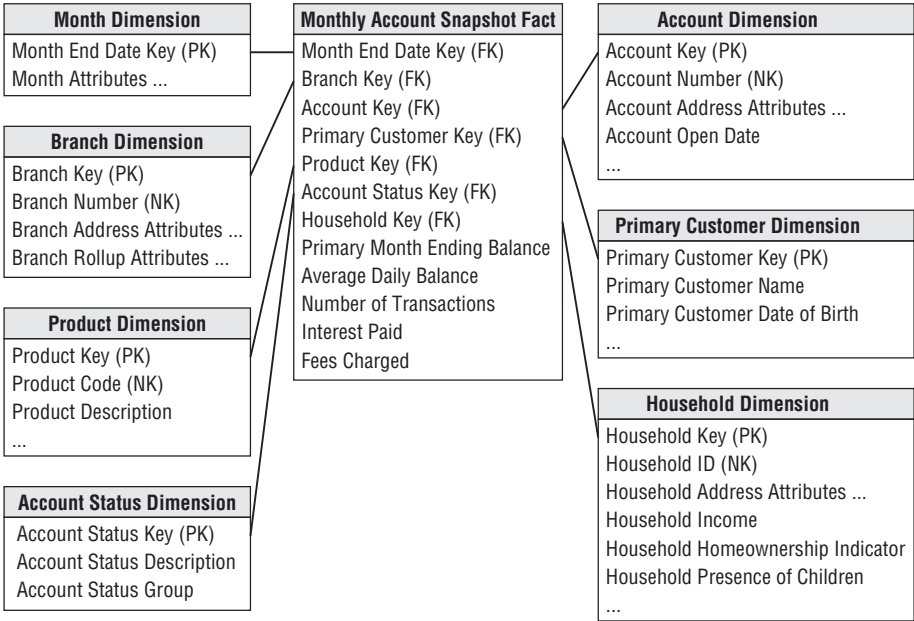 Month Dimension
Month End Date Key (PK)
Month Attributes ...
Branch Dimension
Branch Key (PK)
Branch Number (NK)
Branch Address Attributes ...
Branch Rollup Attributes ...
Product Dimension
Product Key (PK)
Product Code (NK)
Product Description
...
Account Status Dimension
Account Status Key (PK)
Account Status Description
Account Status Group
Monthly Account Snapshot Fact
Month End Date Key (FK)
Branch Key (FK)
Account Key (FK)
Primary Customer Key (FK)
Product Key (FK)
Account Status Key (FK)
Household Key (FK)
Primary Month Ending Balance
Average Daily Balance
Number of Transactions
Interest Paid
Fees Charged
Account Dimension
Account Key (PK)
Account Number (NK)
Account Address Attributes ...
Account Open Date
...
Primary Customer Dimension
Primary Customer Key (PK)
Primary Customer Name
Primary Customer Date of Birth
...
Household Dimension
Household Key (PK)
Household ID (NK)
Household Address Attributes ...
Household Income
Household Homeownership Indicator
Household Presence of Children
...